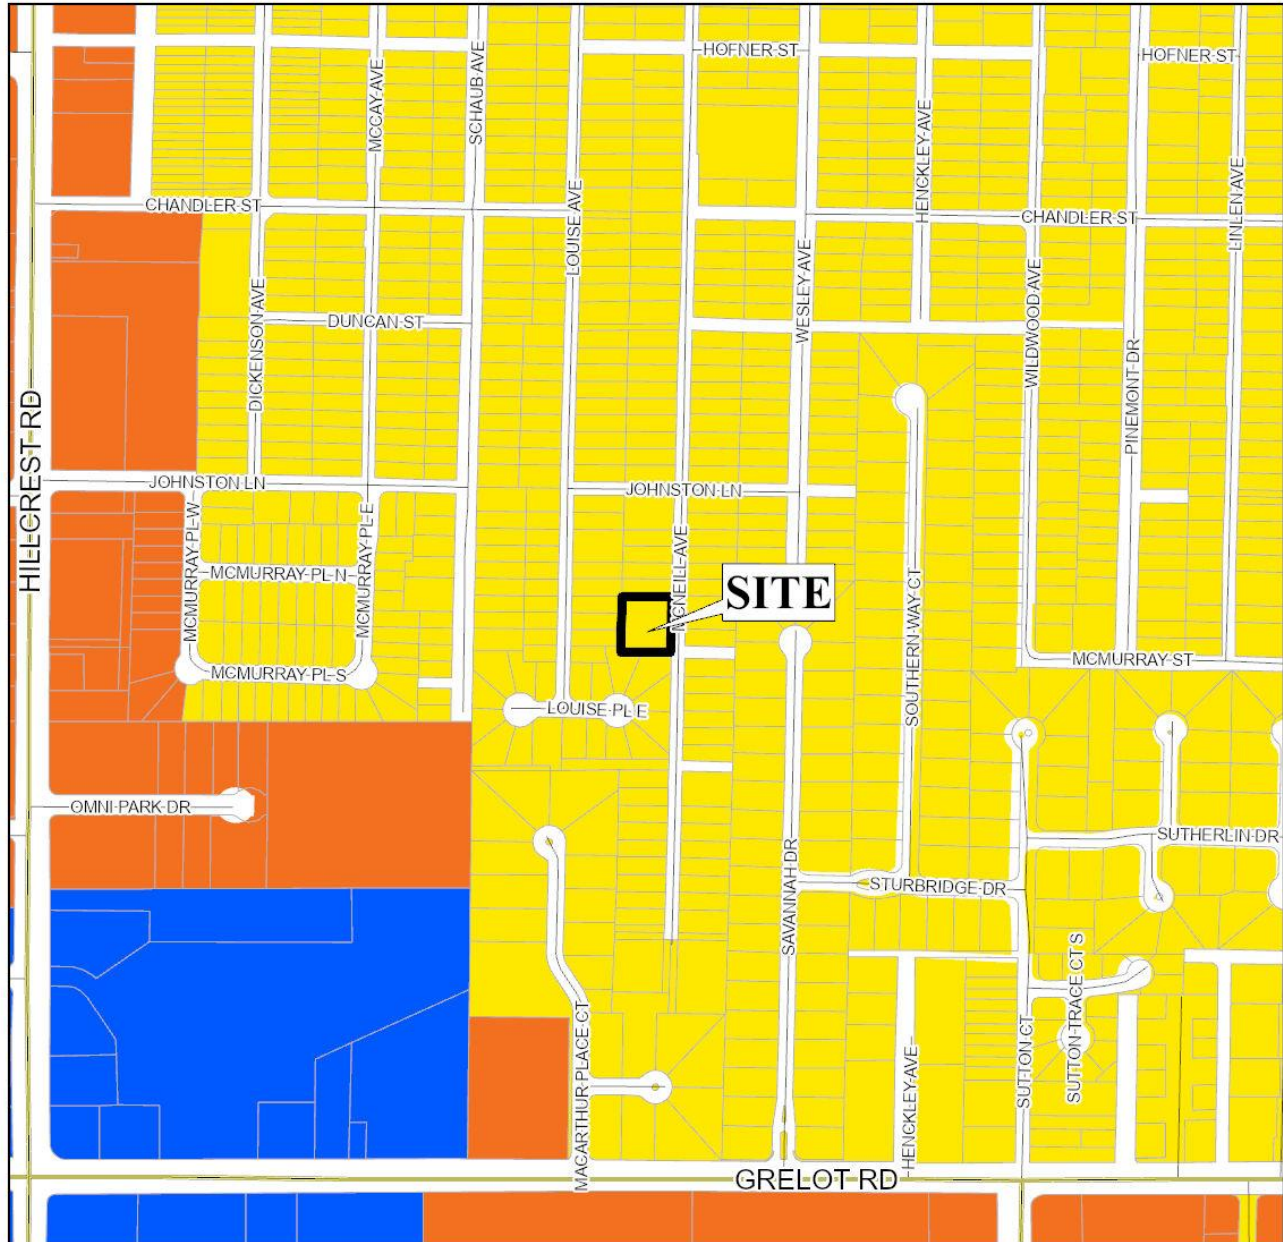 HOFNER ST
HOFNER ST
MCCAY AVE
SCHAUB AVE
HENCKLEY AVE
LINLEN AVE
CHANDLER ST
LOUISE AVE
CHANDLER ST
WESLEY AVE
WILDWOOD AVE
DICKENSON AVE
DUNCAN ST
PINEMONT DR
HILLCREST RD
JOHNSTON LN
JOHNSTON LN
MCMURRAY PL W
MCMURRAY PL N
MCMURRAY PL E
MCNEILL AVE
SITE
SOUTHERN WAY CT
MCMURRAY PL S
MCMURRAY ST
LOUISE PL E
OMNI PARK DR
SUTHERLIN DR
SAVANNAH DR
STURBRIDGE DR
MACARTHUR PLACE CT
HENCKLEY AVE
SUTTON CT
SUTTON TRACE CT S
GRELOT RD